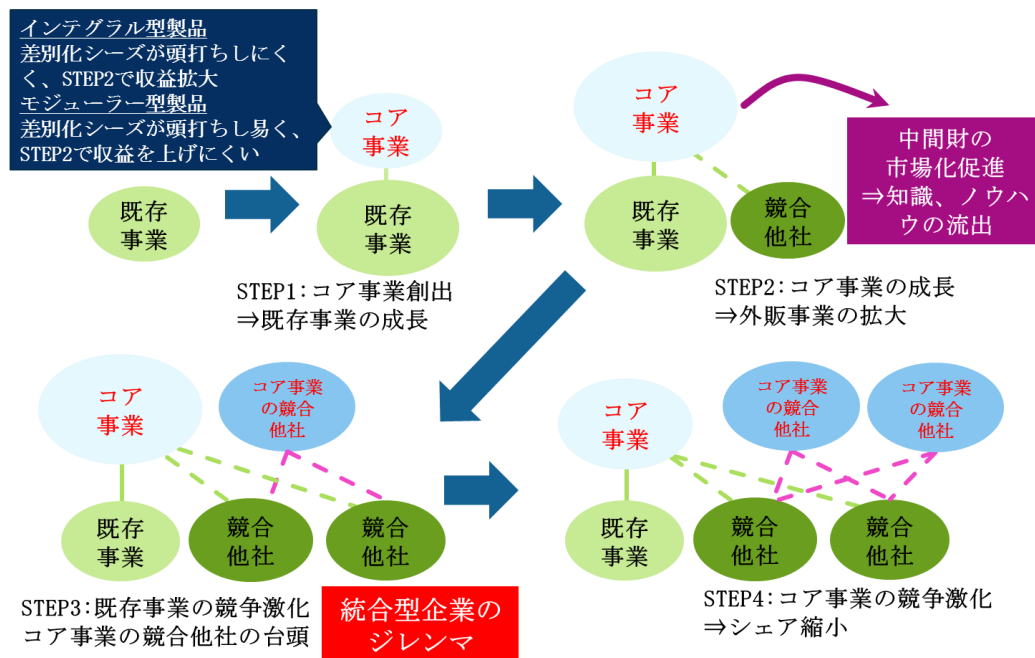 インテグラル型製品
差別化シーズが頭打ちしにく
く、STEP2で収益拡大
モジューラー型製品
差別化シーズが頭打ちし易く、
STEP2で収益を上げにくい
既存
事業
コア
事業
既存
事業
STEP1:コア事業創出
⇒既存事業の成長
コア
事業
既存
事業
競合
他社
中間財の
市場化促進
⇒知識、ノウハ
ウの流出
STEP2:コア事業の成長
⇒外販事業の拡大
コア
事業
コア事業
の競合
他社
既存
事業
競合
他社
競合
他社
STEP3:既存事業の競争激化
コア事業の競合他社の台頭
統合型企業の
ジレンマ
コア
事業
コア事業
の競合
他社
コア事業
の競合
他社
既存
事業
競合
他社
競合
他社
STEP4:コア事業の競争激化
⇒シェア縮小